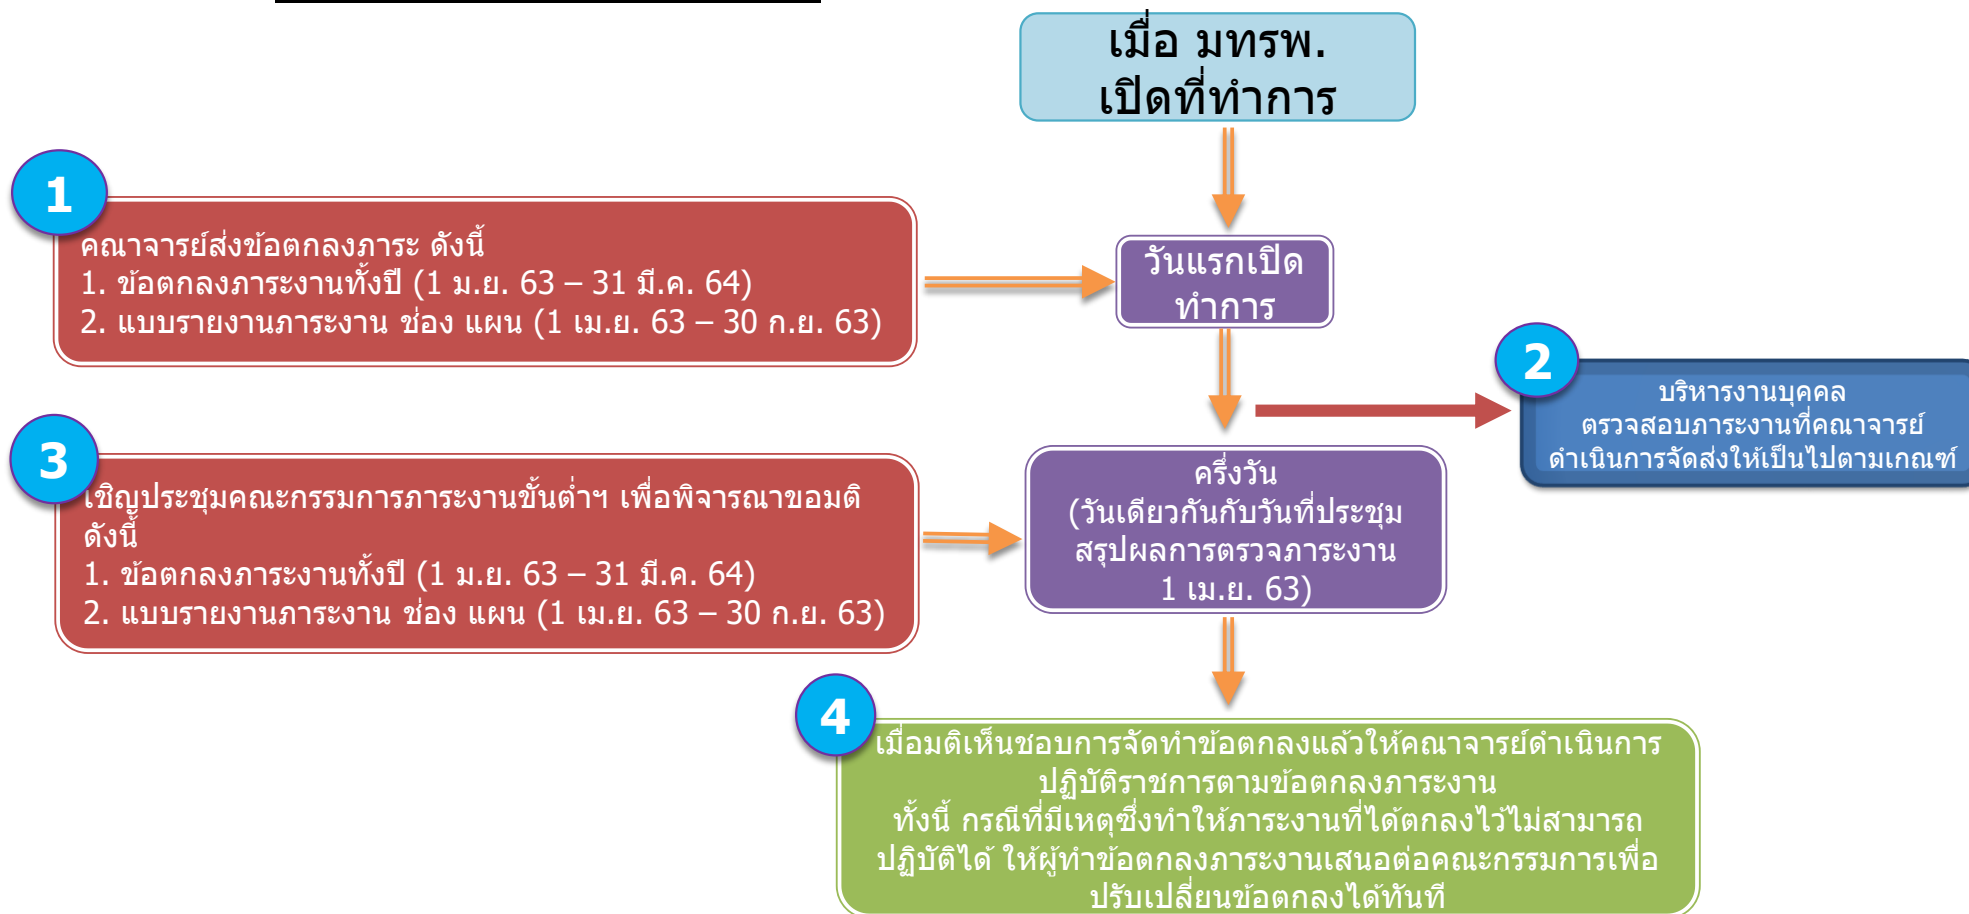 เมื่อ มทรพ.
เปิดที่ทำการ
1
คณาจารย์ส่งข้อตกลงภาระ ดังนี้
1. ข้อตกลงภาระงานทั้งปี (1 ม.ย. 63 – 31 มี.ค. 64)
2. แบบรายงานภาระงาน ช่อง แผน (1 เม.ย. 63 – 30 ก.ย. 63)
วันแรกเปิด
ทำการ
2
บริหารงานบุคคล
ตรวจสอบภาระงานที่คณาจารย์
ดำเนินการจัดส่งให้เป็นไปตามเกณฑ์
3
เชิญประชุมคณะกรรมการภาระงานขั้นต่ำฯ เพื่อพิจารณาขอมติ
ดังนี้
1. ข้อตกลงภาระงานทั้งปี (1 ม.ย. 63 – 31 มี.ค. 64)
2. แบบรายงานภาระงาน ช่อง แผน (1 เม.ย. 63 – 30 ก.ย. 63)
ครึ่งวัน
(วันเดียวกันกับวันที่ประชุม
สรุปผลการตรวจภาระงาน
1 เม.ย. 63)
4
เมื่อมติเห็นชอบการจัดทำข้อตกลงแล้วให้คณาจารย์ดำเนินการ
ปฏิบัติราชการตามข้อตกลงภาระงาน
ทั้งนี้ กรณีที่มีเหตุซึ่งทำให้ภาระงานที่ได้ตกลงไว้ไม่สามารถ
ปฏิบัติได้ ให้ผู้ทำข้อตกลงภาระงานเสนอต่อคณะกรรมการเพื่อ
ปรับเปลี่ยนข้อตกลงได้ทันที